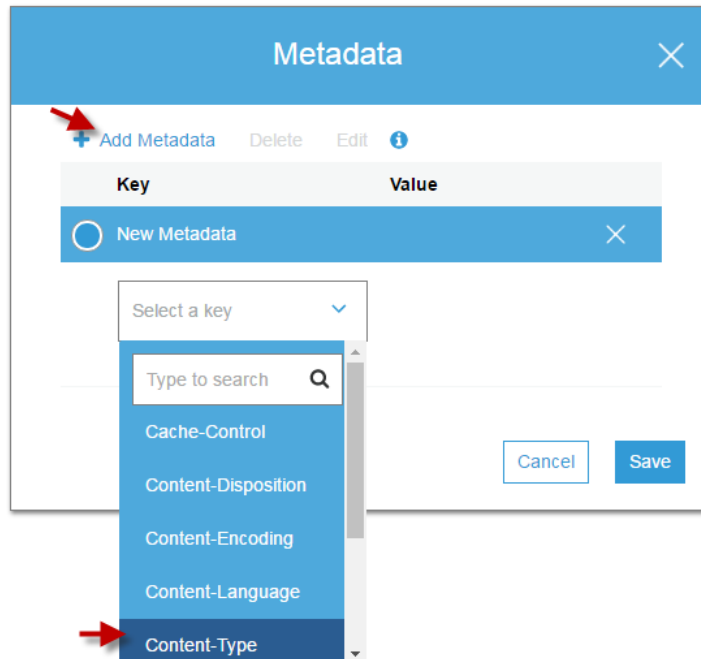 Metadata
Add Metadata Delete Edit
Key Value
New Metadata
Select a key
Type to search
Cache-Control
Content-Disposition
Content-Encoding
Cancel Save
Content-Language
Content-Type